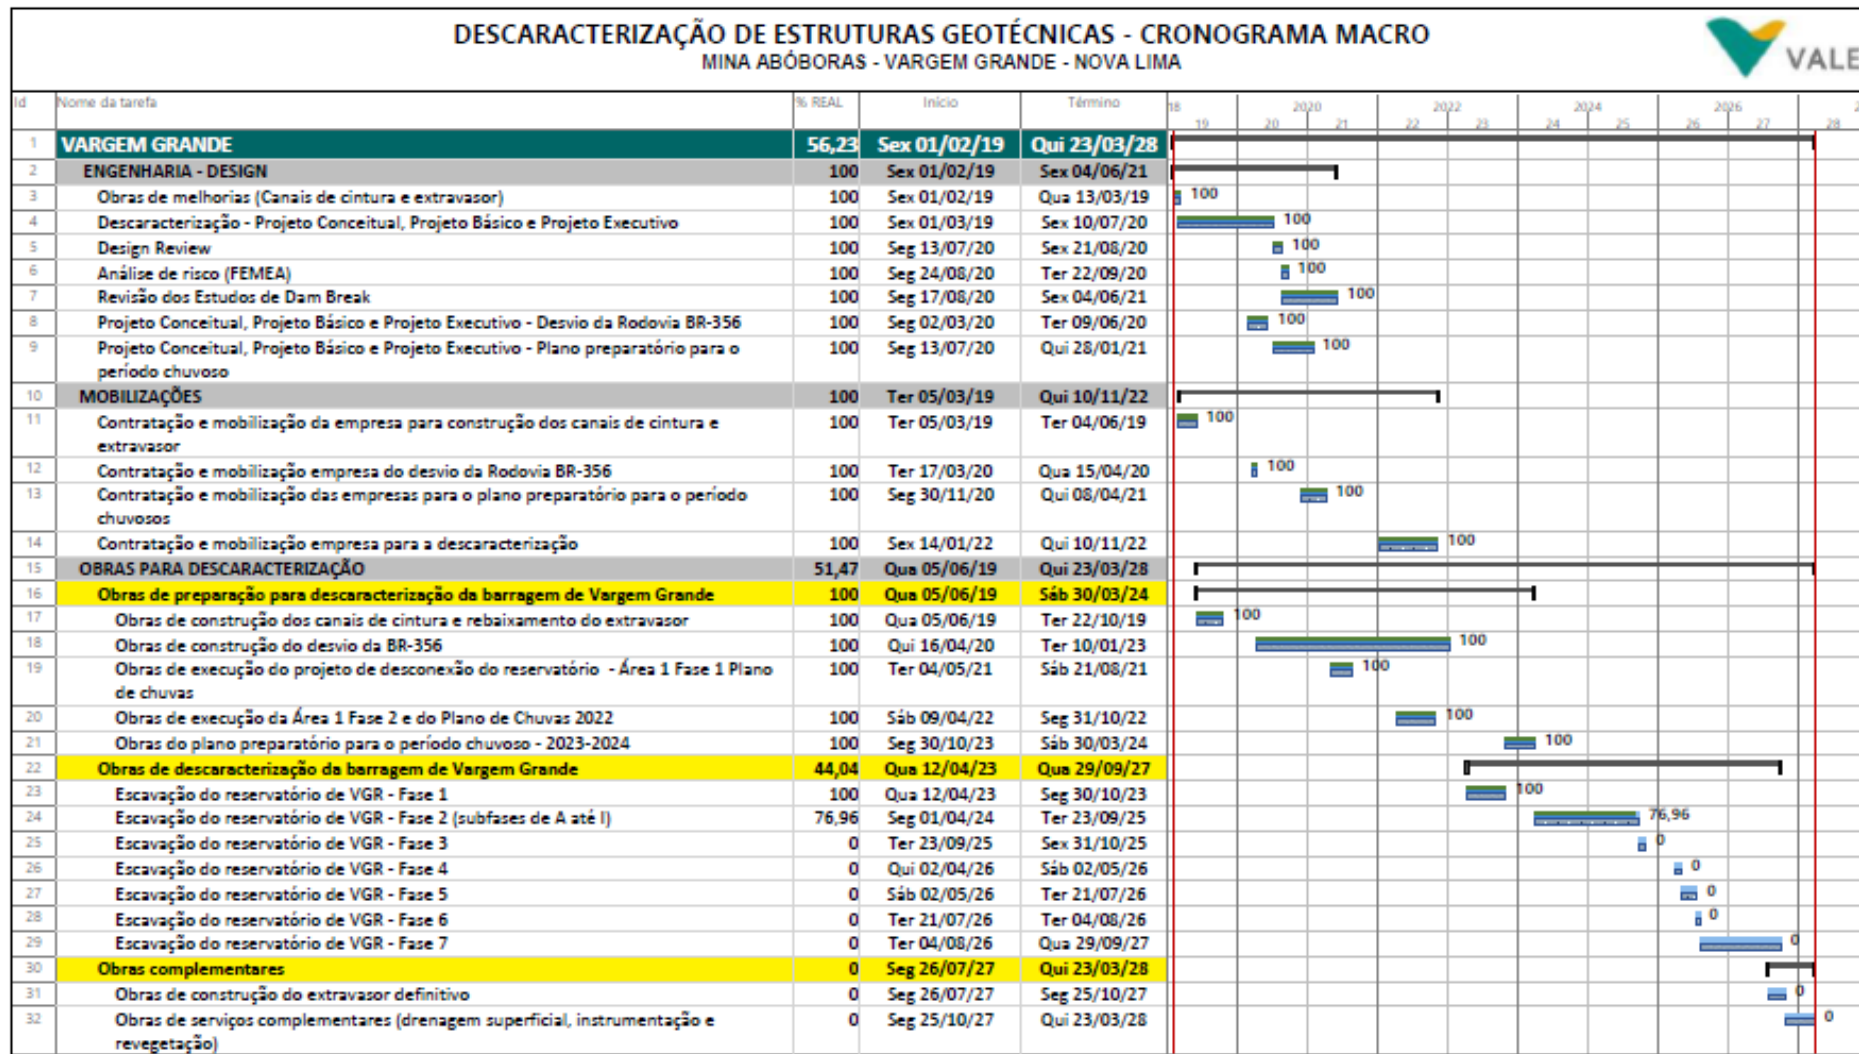 DESCARACTERIZAÇÃO DE ESTRUTURAS GEOTÉCNICAS - CRONOGRAMA MACRO
MINA ABÓBORAS - VARGEM GRANDE - NOVA LIMA
VALE
Id Nome da tarefa % REAL Início Término 18 2020 2022 2024 2026 2
19 20 21 22 23 24 25 26 27 28
1 VARGEM GRANDE 56,23 Sex 01/02/19 Qui 23/03/28
2 ENGENHARIA - DESIGN 100 Sex 01/02/19 Sex 04/06/21
3 Obras de melhorias (Canais de cintura e extravasor) 100 Sex 01/02/19 Qua 13/03/19 100
4 Descaracterização - Projeto Conceitual, Projeto Básico e Projeto Executivo 100 Sex 01/03/19 Sex 10/07/20 100
5 Design Review 100 Seg 13/07/20 Sex 21/08/20 100
6 Análise de risco (FEMEA) 100 Seg 24/08/20 Ter 22/09/20 100
7 Revisão dos Estudos de Dam Break 100 Seg 17/08/20 Sex 04/06/21 100
8 Projeto Conceitual, Projeto Básico e Projeto Executivo - Desvio da Rodovia BR-356 100 Seg 02/03/20 Ter 09/06/20 100
9 Projeto Conceitual, Projeto Básico e Projeto Executivo - Plano preparatório para o 100 Seg 13/07/20 Qui 28/01/21 100
período chuvoso
10 MOBILIZAÇÕES 100 Ter 05/03/19 Qui 10/11/22
11 Contratação e mobilização da empresa para construção dos canais de cintura e 100 Ter 05/03/19 Ter 04/06/19 100
extravasor
12 Contratação e mobilização empresa do desvio da Rodovia BR-356 100 Ter 17/03/20 Qua 15/04/20 100
13 Contratação e mobilização das empresas para o plano preparatório para o período 100 Seg 30/11/20 Qui 08/04/21 100
chuvosos
14 Contratação e mobilização empresa para a descaracterização 100 Sex 14/01/22 Qui 10/11/22 100
15 OBRAS PARA DESCARACTERIZAÇÃO 51,47 Qua 05/06/19 Qui 23/03/28
16 Obras de preparação para descaracterização da barragem de Vargem Grande 100 Qua 05/06/19 Sáb 30/03/24
17 Obras de construção dos canais de cintura e rebaixamento do extravasor 100 Qua 05/06/19 Ter 22/10/19 100
18 Obras de construção do desvio da BR-356 100 Qui 16/04/20 Ter 10/01/23 100
19 Obras de execução do projeto de desconexão do reservatório - Área 1 Fase 1 Plano 100 Ter 04/05/21 Sáb 21/08/21 100
de chuvas
20 Obras de execução da Área 1 Fase 2 e do Plano de Chuvas 2022 100 Sáb 09/04/22 Seg 31/10/22 100
21 Obras do plano preparatório para o período chuvoso - 2023-2024 100 Seg 30/10/23 Sáb 30/03/24 100
22 Obras de descaracterização da barragem de Vargem Grande 44,04 Qua 12/04/23 Qua 29/09/27
23 Escavação do reservatório de VGR - Fase 1 100 Qua 12/04/23 Seg 30/10/23 100
24 Escavação do reservatório de VGR - Fase 2 (subfases de A até I) 76,96 Seg 01/04/24 Ter 23/09/25 76,96
25 Escavação do reservatório de VGR - Fase 3 0 Ter 23/09/25 Sex 31/10/25 0
26 Escavação do reservatório de VGR - Fase 4 0 Qui 02/04/26 Sáb 02/05/26 0
27 Escavação do reservatório de VGR - Fase 5 0 Sáb 02/05/26 Ter 21/07/26 0
28 Escavação do reservatório de VGR - Fase 6 0 Ter 21/07/26 Ter 04/08/26 0
29 Escavação do reservatório de VGR - Fase 7 0 Ter 04/08/26 Qua 29/09/27 0
30 Obras complementares 0 Seg 26/07/27 Qui 23/03/28
31 Obras de construção do extravasor definitivo 0 Seg 26/07/27 Seg 25/10/27 0
32 Obras de serviços complementares (drenagem superficial, instrumentação e 0 Seg 25/10/27 Qui 23/03/28 0
revegetação)